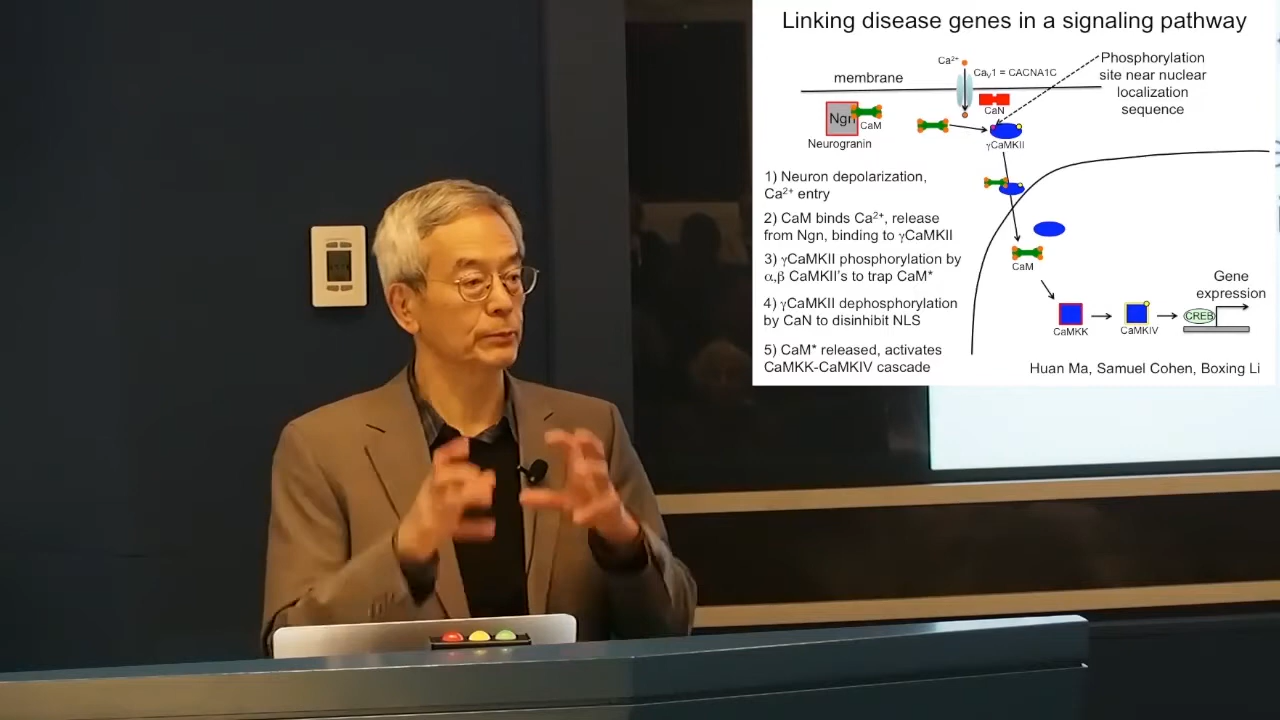 Linking disease genes in a signaling pathway
Ca²⁺
Caᵥ1 = CACNA1C
membrane
Phosphorylation
site near nuclear
localization
sequence
CaN
Ngn
CaM
Neurogranin
γCaMKII
1) Neuron depolarization,
Ca²⁺ entry
2) CaM binds Ca²⁺, release
from Ngn, binding to γCaMKII
3) γCaMKII phosphorylation by
α,β CaMKII's to trap CaM*
4) γCaMKII dephosphorylation
by CaN to disinhibit NLS
5) CaM* released, activates
CaMKK-CaMKIV cascade
CaM
Gene
expression
CREB
CaMKK
CaMKIV
Huan Ma, Samuel Cohen, Boxing Li